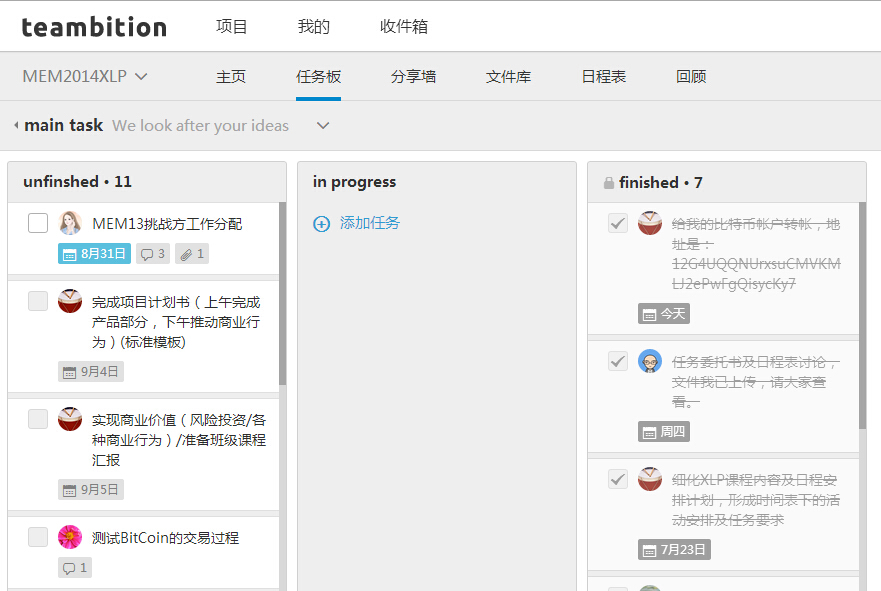 teambition 项目 我的 收件箱
MEM2014XLP 主页 任务板 分享墙 文件库 日程表 回顾
main task We look after your ideas
unfinshed • 11
MEM13挑战方工作分配
8月31日 3 1
完成项目计划书（上午完成
产品部分，下午推动商业行
为）(标准模板)
9月4日
实现商业价值（风险投资/各
种商业行为）/准备班级课程
汇报
9月5日
测试BitCoin的交易过程
1
in progress
添加任务
finished • 7
给我的比特币帐户转帐，地
址是：
12G4UQQNUrxsuCMVKM
LJ2ePwFgQisycKy7
今天
任务委托书及日程表讨论，
文件我已上传，请大家查
看。
周四
细化XLP课程内容及日程安
排计划，形成时间表下的活
动安排及任务要求
7月23日